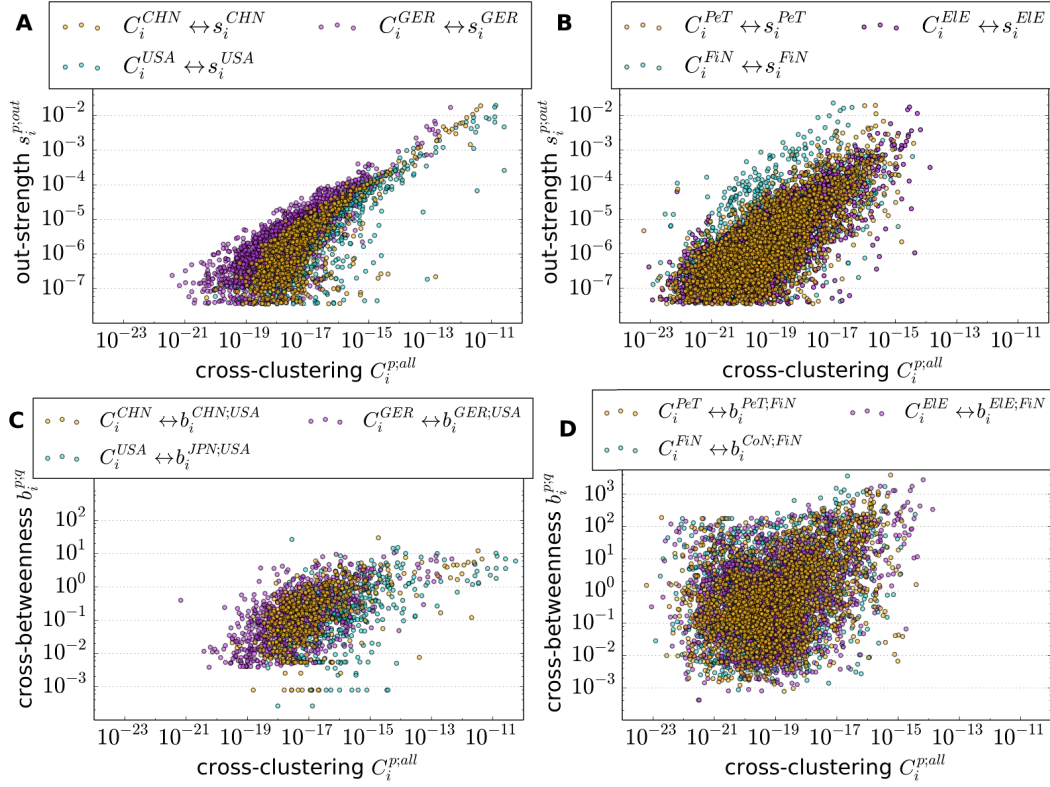 A
C_i^{CHN} ↔ s_i^{CHN} C_i^{GER} ↔ s_i^{GER}
C_i^{USA} ↔ s_i^{USA}
out-strength s_i^{p;out}
10^{-2}
10^{-3}
10^{-4}
10^{-5}
10^{-6}
10^{-7}
10^{-23} 10^{-21} 10^{-19} 10^{-17} 10^{-15} 10^{-13} 10^{-11}
cross-clustering C_i^{p;all}
B
C_i^{PeT} ↔ s_i^{PeT} C_i^{ElE} ↔ s_i^{ElE}
C_i^{FiN} ↔ s_i^{FiN}
out-strength s_i^{p;out}
10^{-2}
10^{-3}
10^{-4}
10^{-5}
10^{-6}
10^{-7}
10^{-23} 10^{-21} 10^{-19} 10^{-17} 10^{-15} 10^{-13} 10^{-11}
cross-clustering C_i^{p;all}
C
C_i^{CHN} ↔ b_i^{CHN;USA} C_i^{GER} ↔ b_i^{GER;USA}
C_i^{USA} ↔ b_i^{JPN;USA}
cross-betweenness b_i^{p;q}
10^{2}
10^{1}
10^{0}
10^{-1}
10^{-2}
10^{-3}
10^{-23} 10^{-21} 10^{-19} 10^{-17} 10^{-15} 10^{-13} 10^{-11}
cross-clustering C_i^{p;all}
D
C_i^{PeT} ↔ b_i^{PeT;FiN} C_i^{ElE} ↔ b_i^{ElE;FiN}
C_i^{FiN} ↔ b_i^{CoN;FiN}
cross-betweenness b_i^{p;q}
10^{3}
10^{2}
10^{1}
10^{0}
10^{-1}
10^{-2}
10^{-3}
10^{-23} 10^{-21} 10^{-19} 10^{-17} 10^{-15} 10^{-13} 10^{-11}
cross-clustering C_i^{p;all}